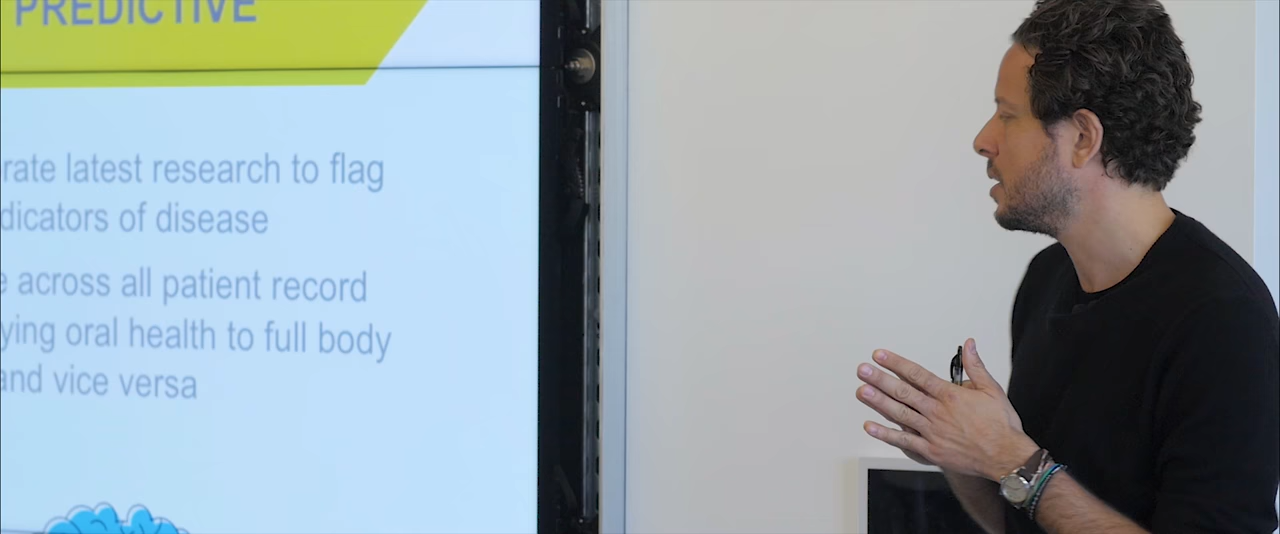 PREDICTIVE
rate latest research to flag
dicators of disease
e across all patient record
ying oral health to full body
and vice versa